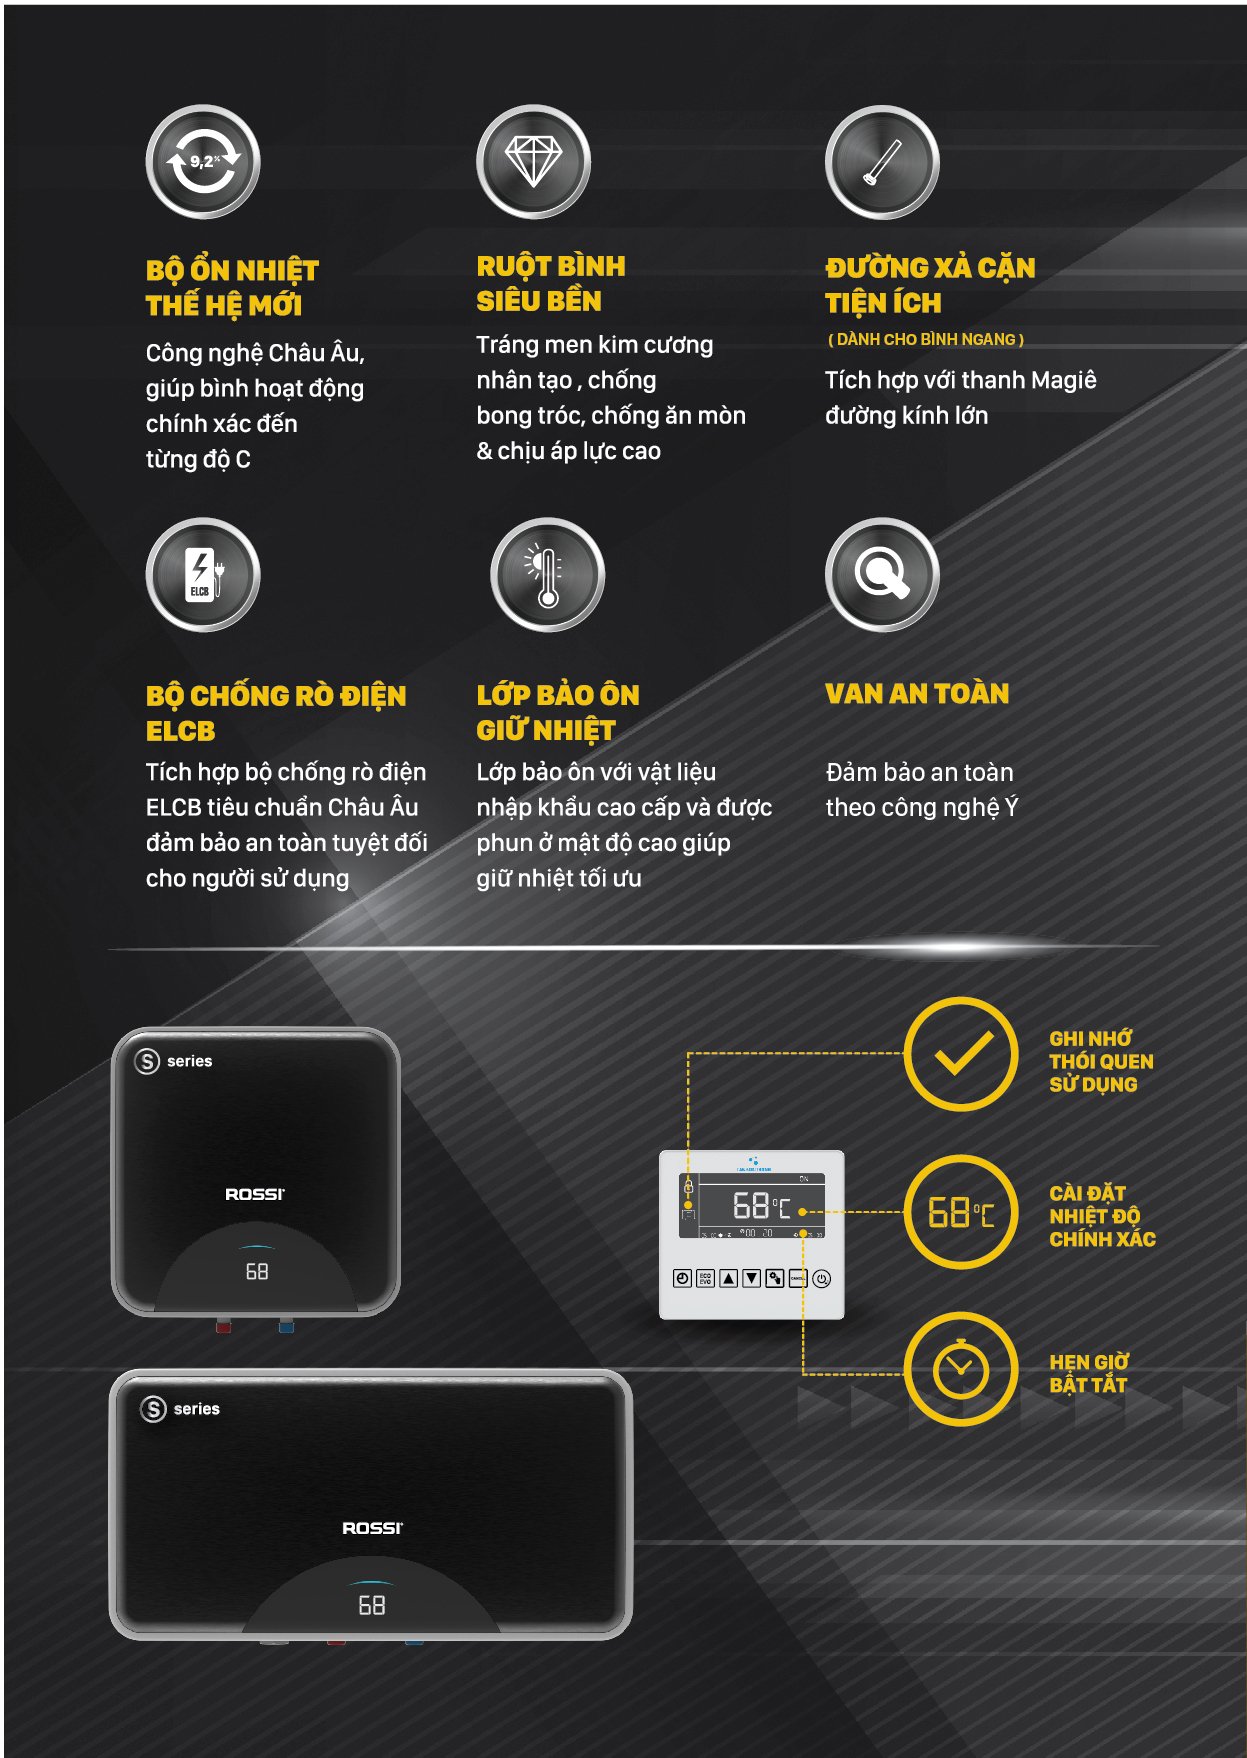 9,2%
BỘ ỔN NHIỆT
THẾ HỆ MỚI
Công nghệ Châu Âu,
giúp bình hoạt động
chính xác đến
từng độ C
RUỘT BÌNH
SIÊU BỀN
Tráng men kim cương
nhân tạo , chống
bong tróc, chống ăn mòn
& chịu áp lực cao
ĐƯỜNG XẢ CẶN
TIỆN ÍCH
( DÀNH CHO BÌNH NGANG )
Tích hợp với thanh Magiê
đường kính lớn
ELCB
BỘ CHỐNG RÒ ĐIỆN
ELCB
Tích hợp bộ chống rò điện
ELCB tiêu chuẩn Châu Âu
đảm bảo an toàn tuyệt đối
cho người sử dụng
LỚP BẢO ÔN
GIỮ NHIỆT
Lớp bảo ôn với vật liệu
nhập khẩu cao cấp và được
phun ở mật độ cao giúp
giữ nhiệt tối ưu
VAN AN TOÀN
Đảm bảo an toàn
theo công nghệ Ý
S series
ROSSI
68
ON
68°C
ECO
EVO
GHI NHỚ
THÓI QUEN
SỬ DỤNG
68°C
CÀI ĐẶT
NHIỆT ĐỘ
CHÍNH XÁC
HẸN GIỜ
BẬT TẮT
S series
ROSSI
68